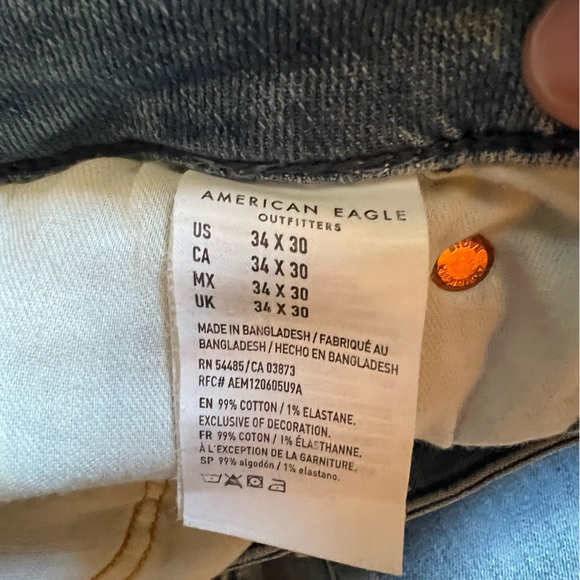 AMERICAN EAGLE
OUTFITTERS
US 34 X 30
CA 34 X 30
MX 34 X 30
UK 34 X 30
MADE IN BANGLADESH / FABRIQUÉ AU
BANGLADESH / HECHO EN BANGLADESH
RN 54485/CA 03873
RFC# AEM120605U9A
EN 99% COTTON / 1% ELASTANE.
EXCLUSIVE OF DECORATION.
FR 99% COTON / 1% ÉLASTHANNE.
À L'EXCEPTION DE LA GARNITURE.
SP 99% algodón / 1% elastano.